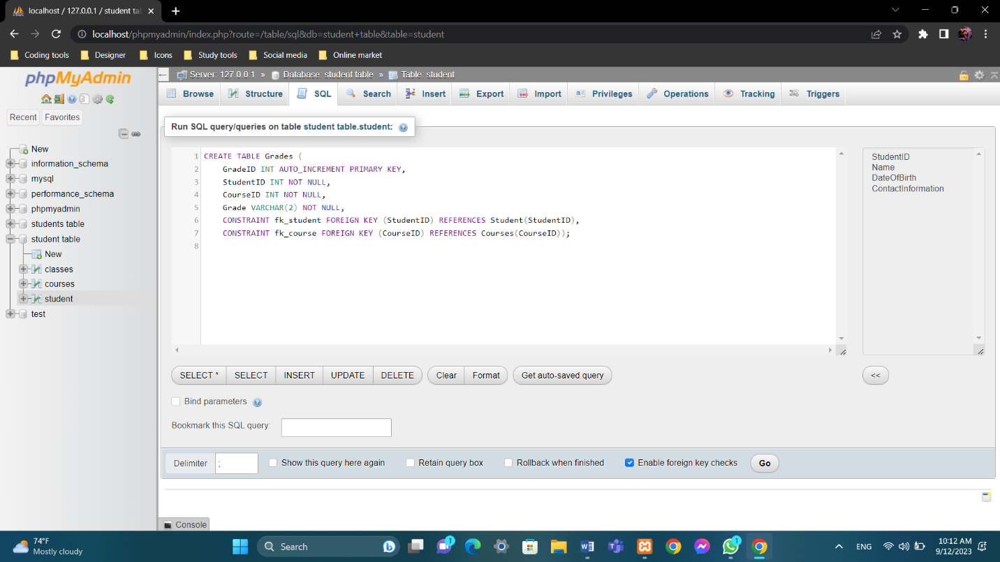 localhost / 127.0.0.1 / student tal
localhost/phpmyadmin/index.php?route=/table/sql&db=student+table&table=student
Coding tools Designer Icons Study tools Social media Online market
phpMyAdmin
Recent Favorites
New
information_schema
mysql
performance_schema
phpmyadmin
students table
student table
New
classes
courses
student
test
Server: 127.0.0.1 » Database: student table » Table: student
Browse Structure SQL Search Insert Export Import Privileges Operations Tracking Triggers
Run SQL query/queries on table student table.student:
1 CREATE TABLE Grades (
2 GradeID INT AUTO_INCREMENT PRIMARY KEY,
3 StudentID INT NOT NULL,
4 CourseID INT NOT NULL,
5 Grade VARCHAR(2) NOT NULL,
6 CONSTRAINT fk_student FOREIGN KEY (StudentID) REFERENCES Student(StudentID),
7 CONSTRAINT fk_course FOREIGN KEY (CourseID) REFERENCES Courses(CourseID));
8
StudentID
Name
DateOfBirth
ContactInformation
SELECT * SELECT INSERT UPDATE DELETE Clear Format Get auto-saved query <<
Bind parameters
Bookmark this SQL query:
Delimiter ; Show this query here again Retain query box Rollback when finished Enable foreign key checks Go
Console
74°F
Mostly cloudy
Search
1
1
ENG
10:12 AM
9/12/2023